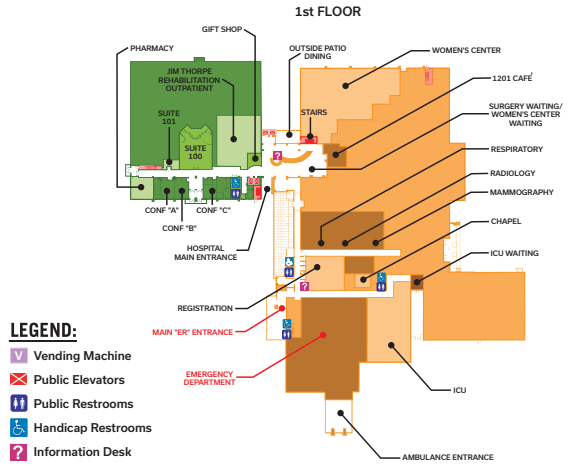 1st FLOOR
GIFT SHOP
PHARMACY
OUTSIDE PATIO
DINING
WOMEN'S CENTER
JIM THORPE
REHABILITATION
OUTPATIENT
1201 CAFE'
SUITE
101
STAIRS
SURGERY WAITING/
WOMEN'S CENTER
WAITING
SUITE
100
?
RESPIRATORY
RADIOLOGY
MAMMOGRAPHY
CONF "A"
CONF "C"
CONF "B"
CHAPEL
HOSPITAL
MAIN ENTRANCE
ICU WAITING
?
REGISTRATION
MAIN "ER" ENTRANCE
EMERGENCY
DEPARTMENT
ICU
AMBULANCE ENTRANCE
LEGEND:
V Vending Machine
Public Elevators
Public Restrooms
Handicap Restrooms
? Information Desk